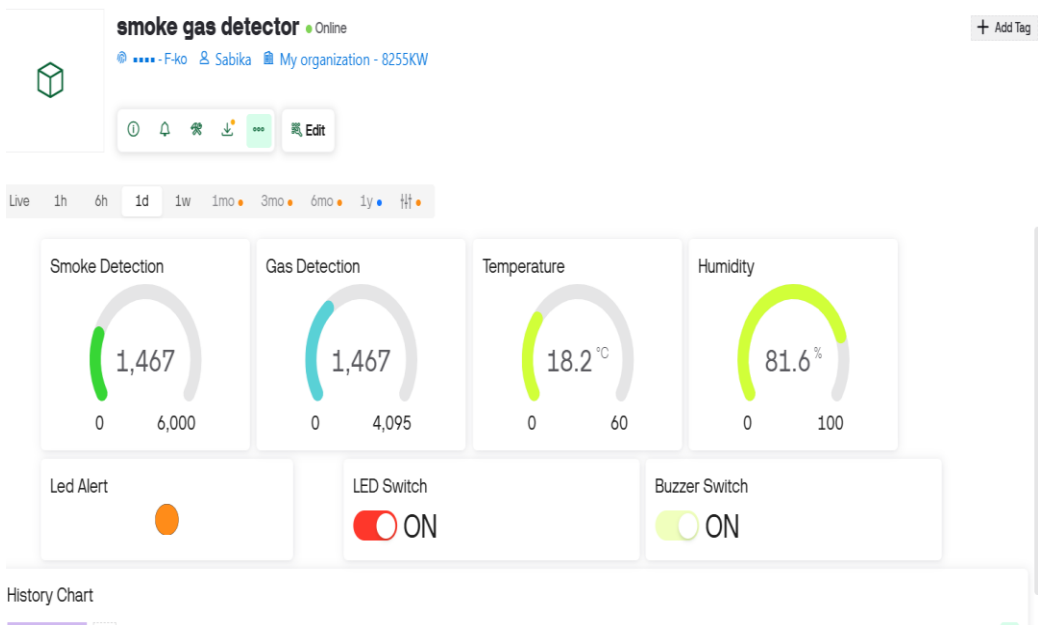 smoke gas detector Online
+ Add Tag
•••• - F-ko Sabika My organization - 8255KW
Edit
Live 1h 6h 1d 1w 1mo 3mo 6mo 1y
Smoke Detection Gas Detection Temperature Humidity
1,467 1,467 18.2 °C 81.6 %
0 6,000 0 4,095 0 60 0 100
Led Alert LED Switch Buzzer Switch
ON ON
History Chart